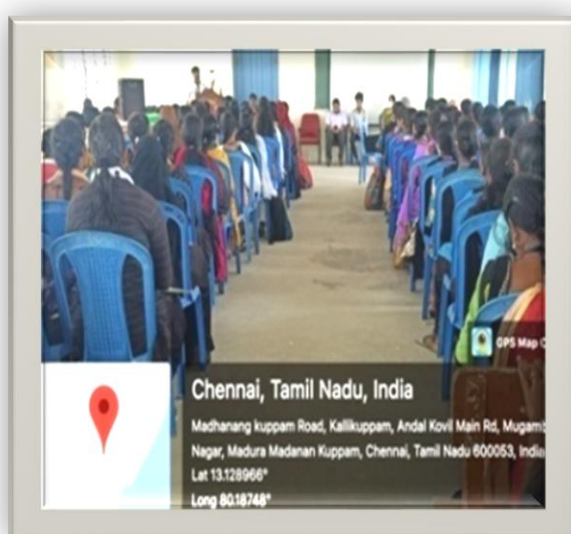 GPS Map C
Chennai, Tamil Nadu, India
Madhanang kuppam Road, Kallikuppam, Andal Kovil Main Rd, Mugamb
Nagar, Madura Madanan Kuppam, Chennai, Tamil Nadu 600053, India
Lat 13.128966°
Long 80.18748°